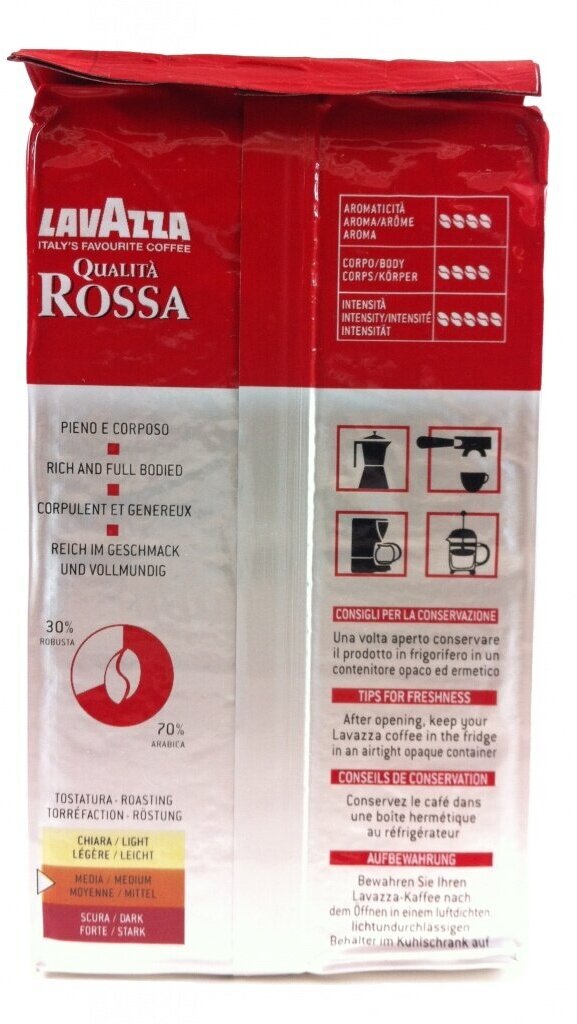 LAVAZZA
ITALY'S FAVOURITE COFFEE
QUALITÀ
ROSSA
PIENO E CORPOSO
RICH AND FULL BODIED
CORPULENT ET GENEREUX
REICH IM GESCHMACK
UND VOLLMUNDIG
30%
ROBUSTA
70%
ARABICA
TOSTATURA - ROASTING
TORRÉFACTION - RÖSTUNG
CHIARA / LIGHT
LÉGÈRE / LEICHT
MEDIA / MEDIUM
MOYENNE / MITTEL
SCURA / DARK
FORTE / STARK
AROMATICITÀ
AROMA/ARÔME
AROMA
CORPO/BODY
CORPS/KÖRPER
INTENSITÀ
INTENSITY/INTENSITÉ
INTENSITÄT
CONSIGLI PER LA CONSERVAZIONE
Una volta aperto conservare
il prodotto in frigorifero in un
contenitore opaco ed ermetico
TIPS FOR FRESHNESS
After opening, keep your
Lavazza coffee in the fridge
in an airtight opaque container
CONSEILS DE CONSERVATION
Conservez le café dans
une boîte hermétique
au réfrigérateur
AUFBEWAHRUNG
Bewahren Sie Ihren
Lavazza-Kaffee nach
dem Öffnen in einem luftdichten,
lichtundurchlässigen
Behälter im Kühlschrank auf